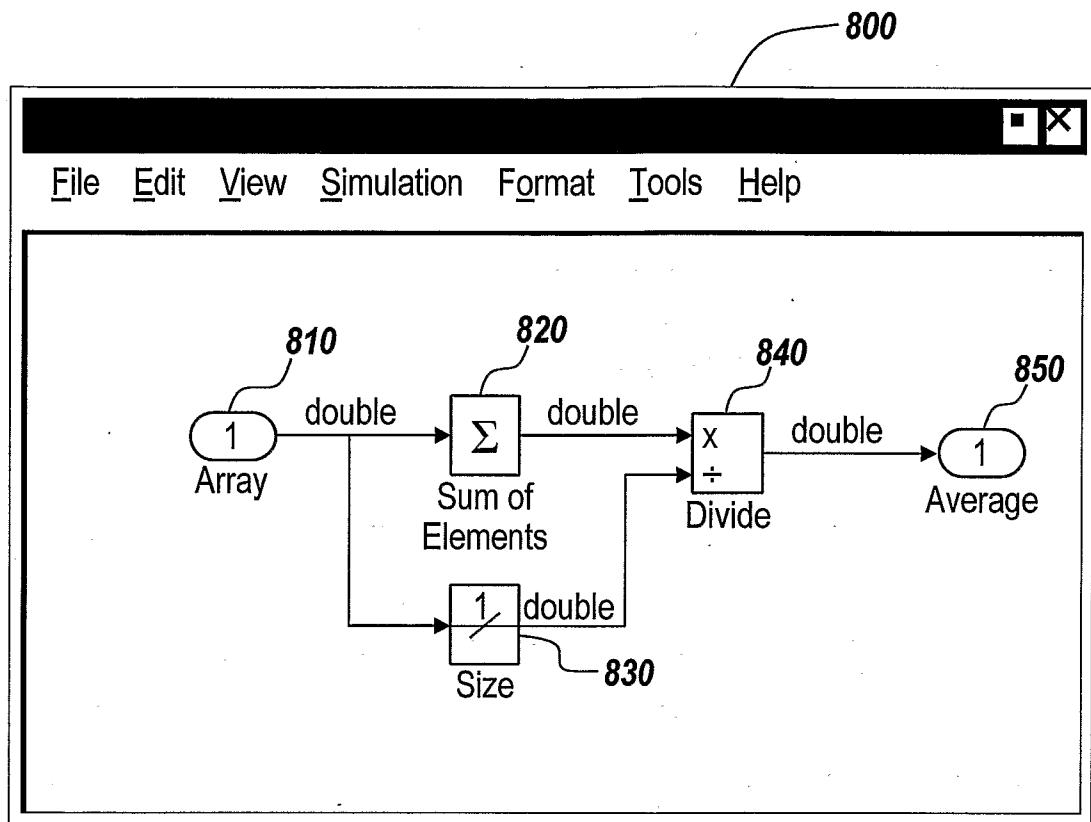 800
File Edit View Simulation Format Tools Help
810
820
840
850
double
double
double
1
Σ
x
÷
1
Array
Sum of
Elements
Divide
Average
1
double
830
Size